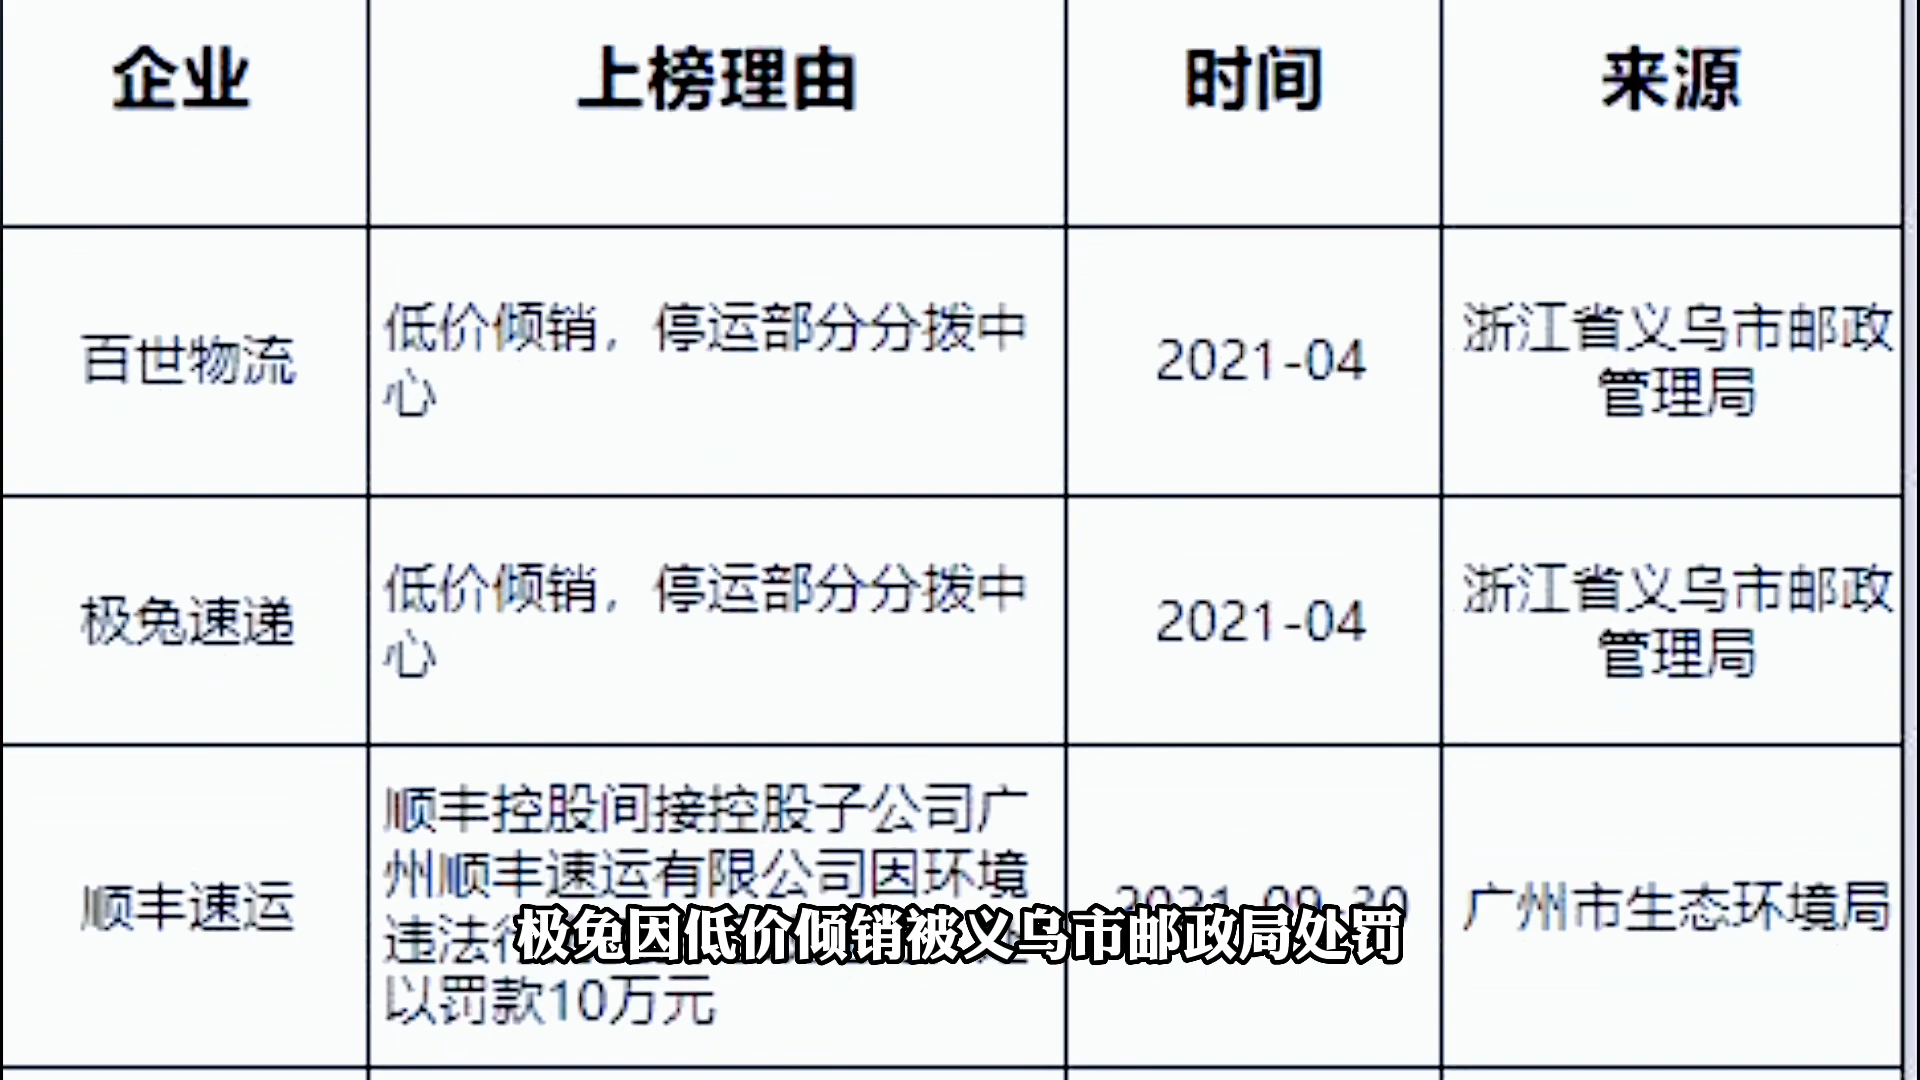 企业 上榜理由 时间 来源
百世物流
低价倾销，停运部分分拨中
心
2021-04
浙江省义乌市邮政
管理局
极兔速递
低价倾销，停运部分分拨中
心
2021-04
浙江省义乌市邮政
管理局
顺丰速运
顺丰控股间接控股子公司广
州顺丰速运有限公司因环境
违法
以罚款10万元
2021-09-30
广州市生态环境局
极兔因低价倾销被义乌市邮政局处罚